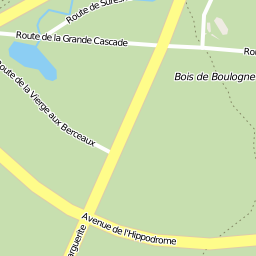 Route de Sures
Route de la Grande Cascade
Rou
Bois de Boulogne
Route de la Vierge aux Berceaux
Avenue de l'Hippodrome
arguerite